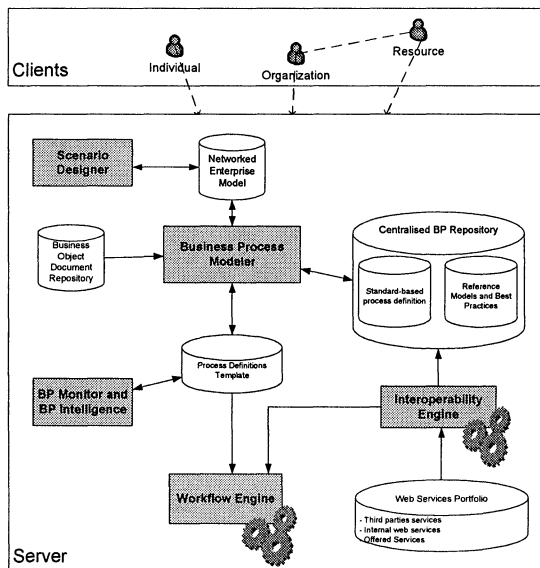 Individual
Organization
Resource
Clients
Scenario
Designer
Networked
Enterprise
Model
Business
Object
Document
Repository
Business Process
Modeler
Centralised BP Repository
Standard-based
process definition
Reference
Models and Best
Practices
Process Definitions
Template
BP Monitor and
BP Intelligence
Interoperability
Engine
Workflow Engine
Web Services Portfolio
- Third parties services
- Internal web services
- Offered Services
Server